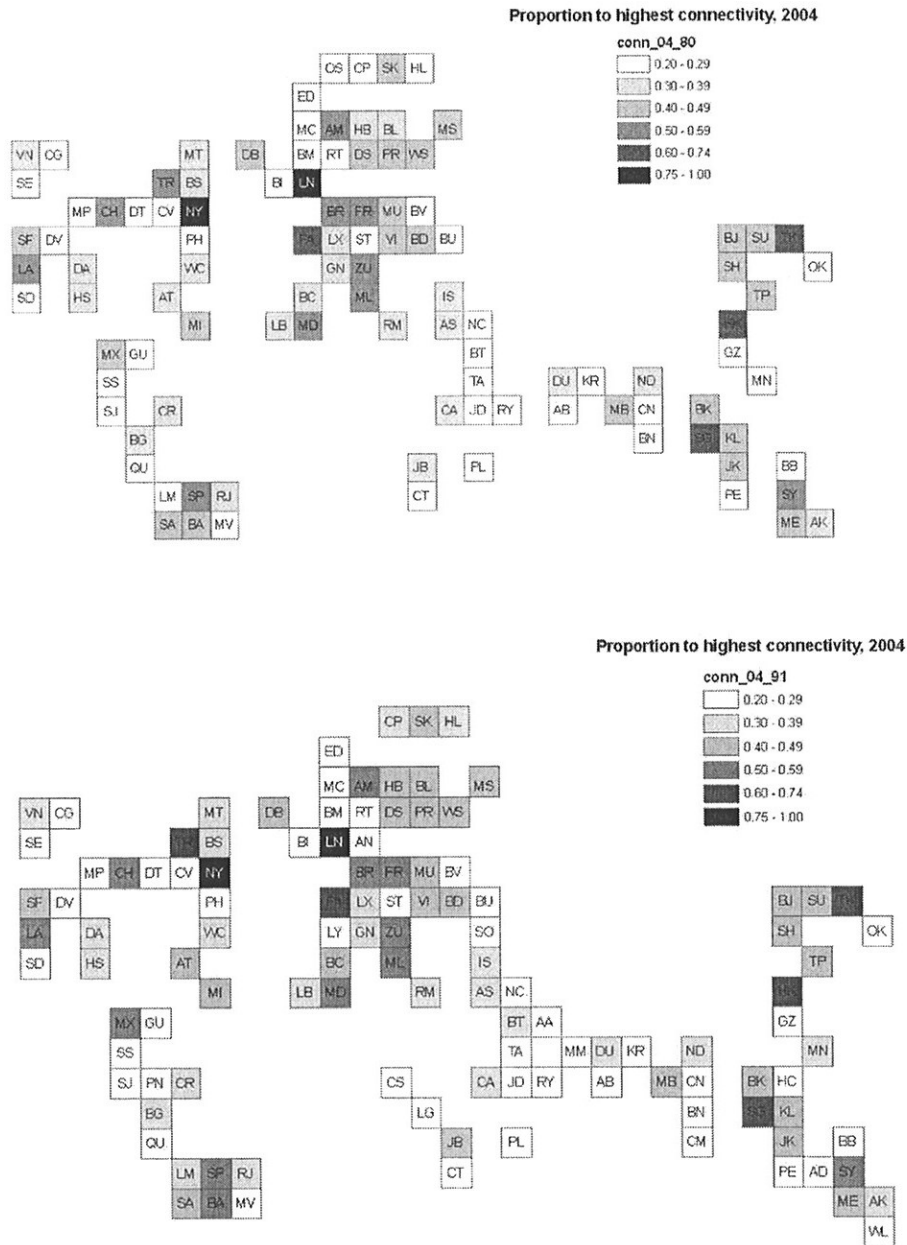 Proportion to highest connectivity, 2004
conn_04_80
0.20 - 0.29
0.30 - 0.39
0.40 - 0.49
0.50 - 0.59
0.60 - 0.74
0.75 - 1.00
OS CP SK HL
ED
MC AM HB BL MS
VN CG MT DB BM RT DS PR WS
SE TR BS BI LN
MP CH DT CV NY BR FR MU BV
SF DV PH PA LX ST VI BD BU BJ SU
LA DA WC GN ZU SH OK
SD HS AT BC ML IS TP
MI LB MD RM AS NC
MX GU BT GZ
SS TA DU KR ND MN
SJ CR CA JD RY AB MB CN BK
BG BN SG KL
QU JB PL JK BB
LM SP RJ CT PE SY
SA BA MV ME AK
Proportion to highest connectivity, 2004
conn_04_91
0.20 - 0.29
0.30 - 0.39
0.40 - 0.49
0.50 - 0.59
0.60 - 0.74
0.75 - 1.00
CP SK HL
ED
MC AM HB BL MS
VN CG MT DB BM RT DS PR WS
SE BS BI LN AN
MP CH DT CV NY BR FR MU BV
SF DV PH LX ST VI BD BU BJ SU
LA DA WC LY GN ZU SO SH OK
SD HS AT BC ML IS TP
MI LB MD RM AS NC
MX GU BT AA GZ
SS TA MM DU KR ND MN
SJ PN CR CS CA JD RY AB MB CN BK HC
BG LG BN SG KL
QU JB PL CM JK BB
LM SP RJ CT PE AD SY
SA BA MV ME AK
WL